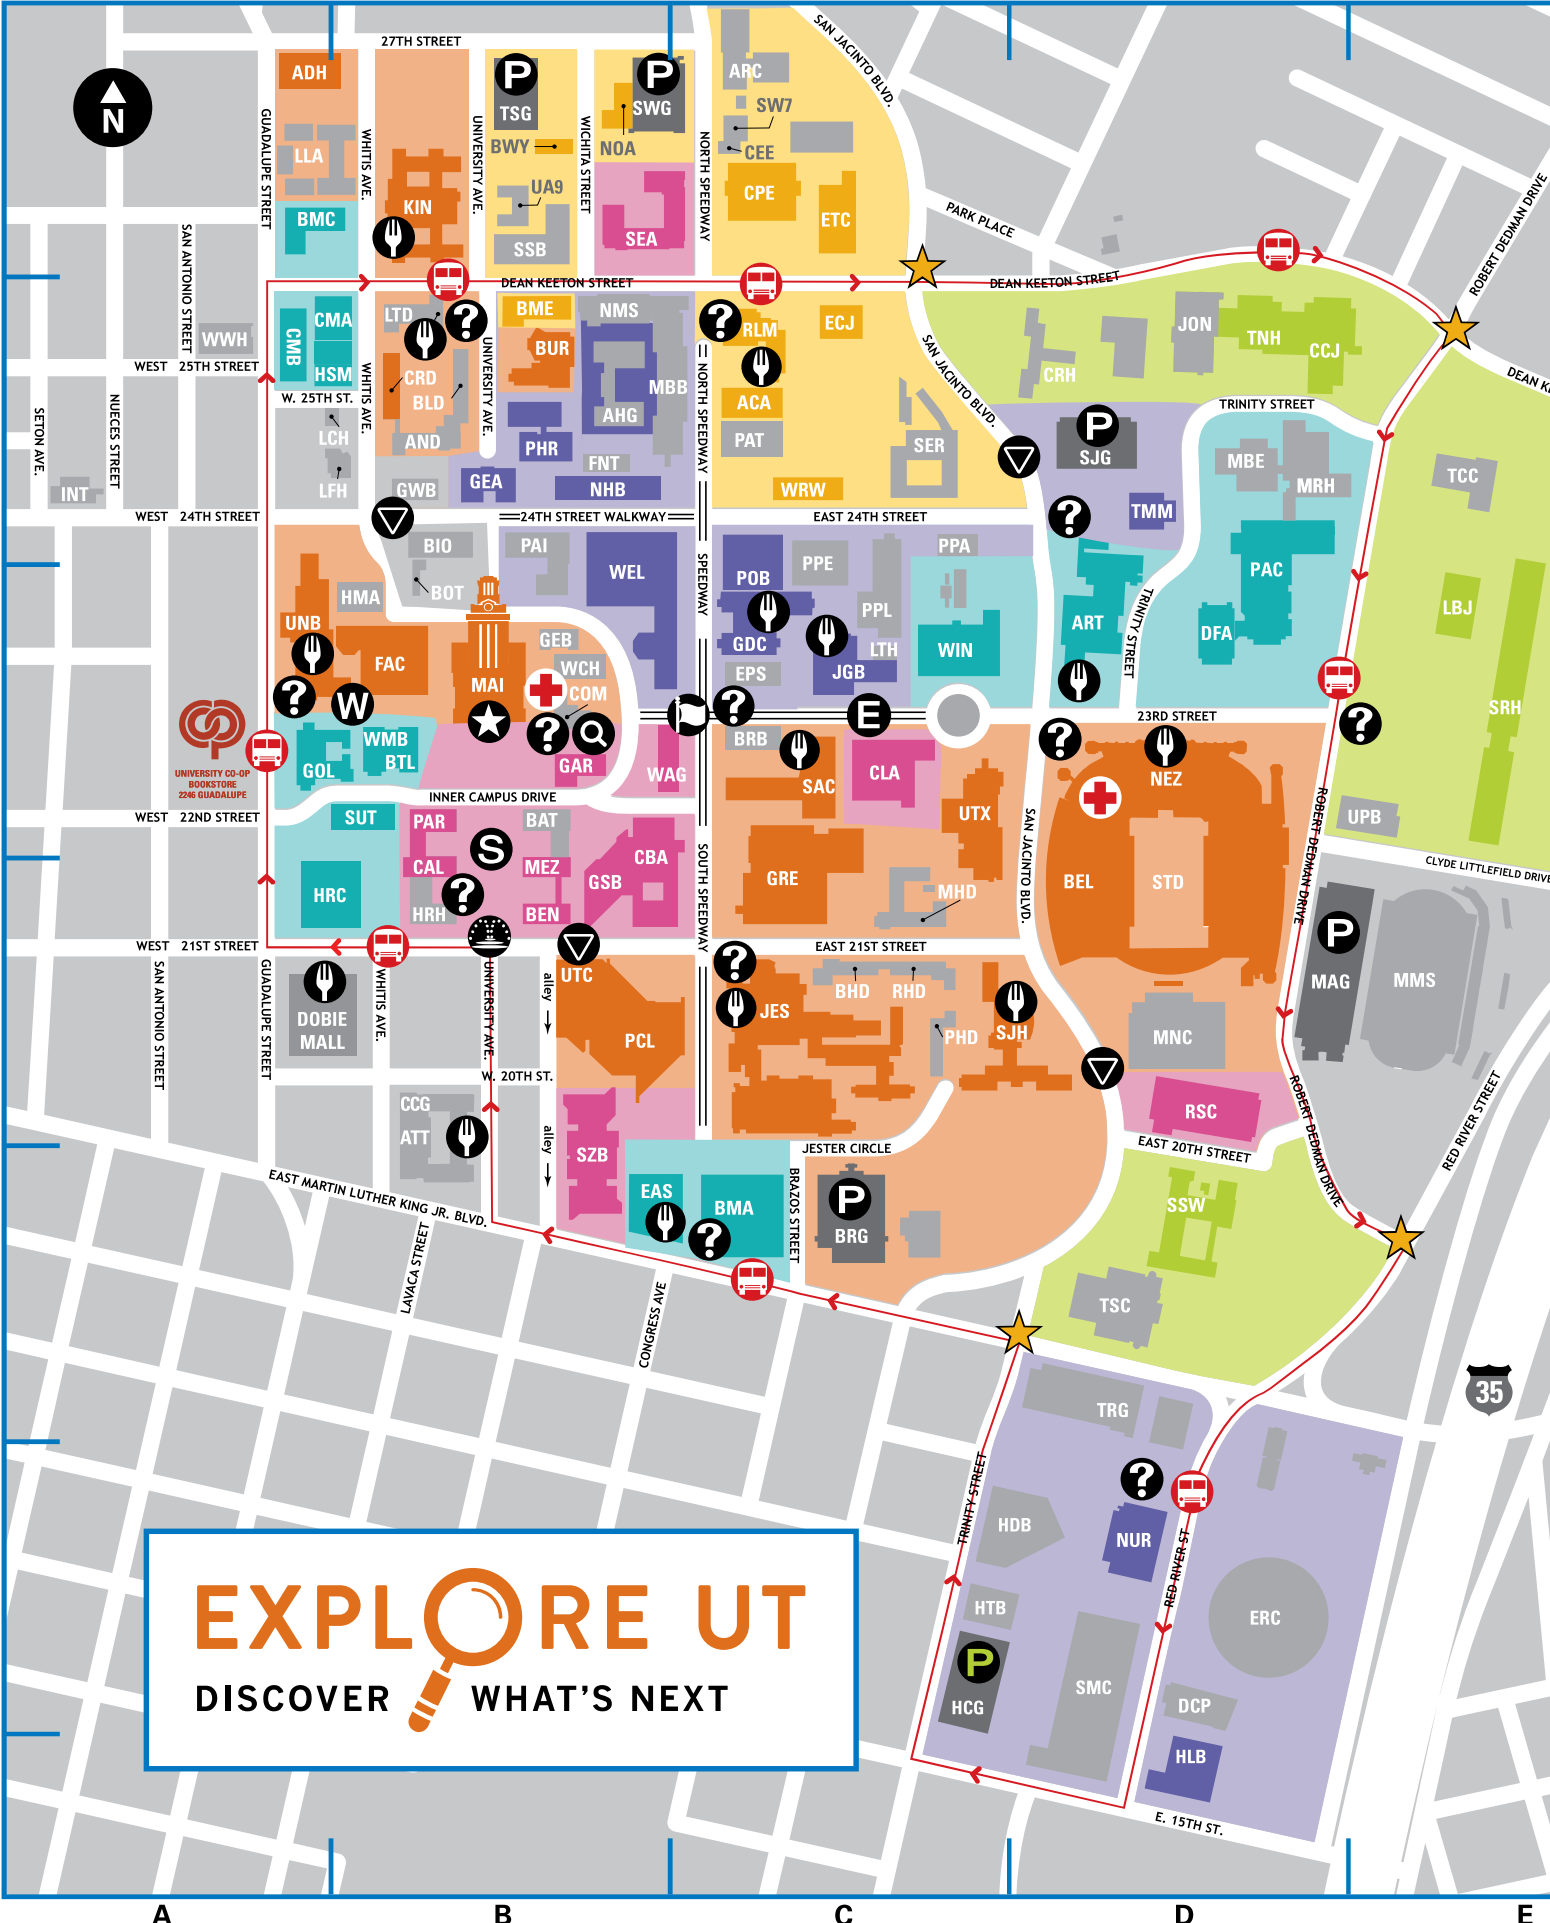 27TH STREET
SAN JACINTO BLVD.
N
ADH
P
TSG
P
SWG
ARC
SW7
GUADALUPE STREET
WHITIS AVE.
UNIVERSITY AVE.
WICHITA STREET
NORTH SPEEDWAY
BWY
NOA
CEE
LLA
UA9
CPE
KIN
BMC
SSB
SEA
ETC
PARK PLACE
ROBERT DEDMAN DRIVE
SAN ANTONIO STREET
DEAN KEETON STREET
DEAN KEETON STREET
CMA
CMB
HSM
LTD
?
BME
NMS
?
RLM
ECJ
JON
TNH
CCJ
WWH
WEST 25TH STREET
W. 25TH ST.
WHITIS AVE.
UNIVERSITY AVE.
BUR
MBB
NORTH SPEEDWAY
SAN JACINTO BLVD.
CRH
DEAN KE
CRD
BLD
AHG
ACA
TRINITY STREET
SETON AVE.
NUECES STREET
LCH
AND
PHR
PAT
SER
P
SJG
MBE
MRH
TCC
LFH
INT
GWB
GEA
FNT
NHB
WRW
TMM
?
WEST 24TH STREET
24TH STREET WALKWAY
EAST 24TH STREET
BIO
PAI
WEL
SPEEDWAY
POB
PPE
PPA
PAC
BOT
HMA
UNB
PPL
ART
TRINITY STREET
DFA
LBJ
GEB
GDC
LTH
WIN
FAC
MAI
WCH
COM
EPS
JGB
SRH
?
W
?
?
E
23RD STREET
?
?
UNIVERSITY CO-OP
BOOKSTORE
2246 GUADALUPE
GOL
WMB
BTL
GAR
WAG
BRB
SAC
CLA
NEZ
INNER CAMPUS DRIVE
WEST 22ND STREET
SUT
PAR
BAT
UTX
SAN JACINTO BLVD.
ROBERT DEDMAN DRIVE
UPB
S
CAL
MEZ
CBA
GSB
SOUTH SPEEDWAY
GRE
MHD
BEL
STD
CLYDE LITTLEFIELD DRIVE
HRC
?
HRH
BEN
P
MAG
MMS
WEST 21ST STREET
EAST 21ST STREET
UTC
?
BHD
RHD
SAN ANTONIO STREET
GUADALUPE STREET
DOBIE
MALL
WHITIS AVE.
UNIVERSITY AVE.
alley
PCL
JES
PHD
SJH
MNC
W. 20TH ST.
CCG
ATT
alley
RSC
ROBERT DEDMAN DRIVE
RED RIVER STREET
SZB
JESTER CIRCLE
EAST 20TH STREET
EAST MARTIN LUTHER KING JR. BLVD.
EAS
BMA
?
BRAZOS STREET
P
BRG
SSW
LAVACA STREET
CONGRESS AVE
TSC
35
TRG
TRINITY STREET
?
HDB
NUR
RED RIVER ST
HTB
ERC
P
HCG
SMC
DCP
HLB
E. 15TH ST.
EXPLORE UT
DISCOVER WHAT'S NEXT
A
B
C
D
E